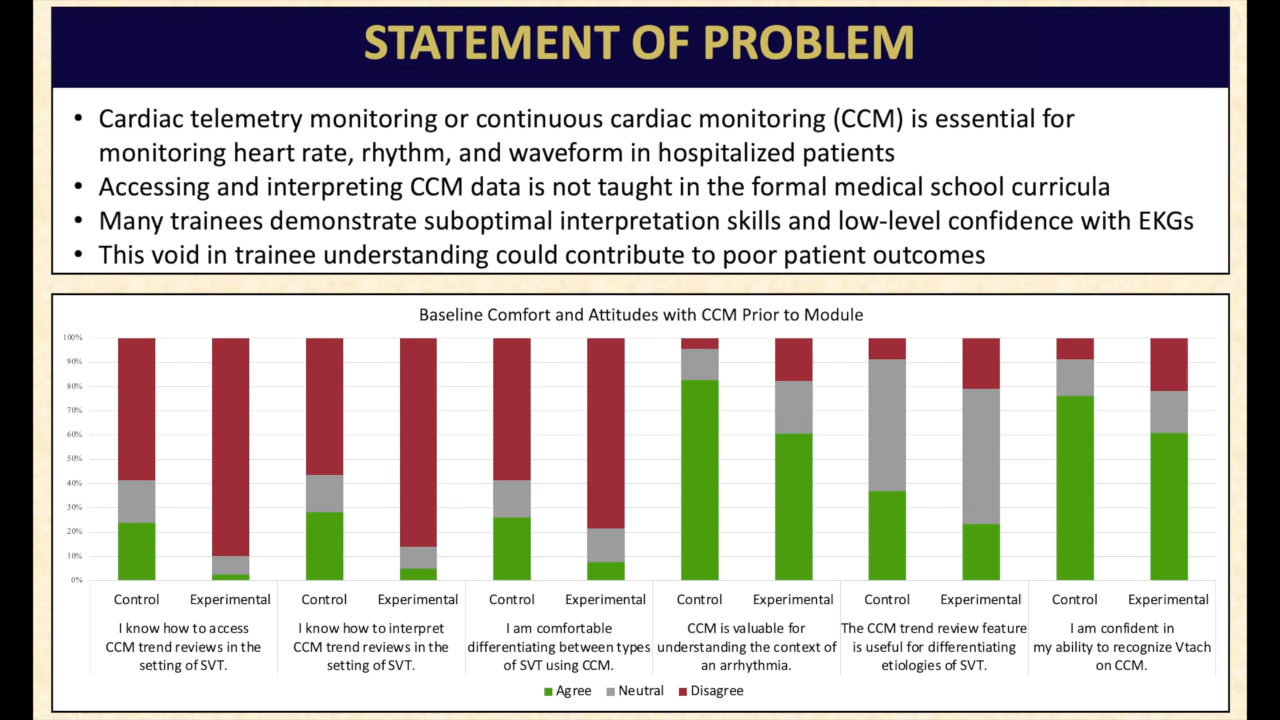 STATEMENT OF PROBLEM
• Cardiac telemetry monitoring or continuous cardiac monitoring (CCM) is essential for
monitoring heart rate, rhythm, and waveform in hospitalized patients
• Accessing and interpreting CCM data is not taught in the formal medical school curricula
• Many trainees demonstrate suboptimal interpretation skills and low-level confidence with EKGs
• This void in trainee understanding could contribute to poor patient outcomes
Baseline Comfort and Attitudes with CCM Prior to Module
100%
90%
80%
70%
60%
50%
40%
30%
20%
10%
0%
Control Experimental Control Experimental Control Experimental Control Experimental Control Experimental Control Experimental
I know how to access
CCM trend reviews in the
setting of SVT.
I know how to interpret
CCM trend reviews in the
setting of SVT.
I am comfortable
differentiating between types
of SVT using CCM.
CCM is valuable for
understanding the context of
an arrhythmia.
The CCM trend review feature
is useful for differentiating
etiologies of SVT.
I am confident in
my ability to recognize Vtach
on CCM.
Agree Neutral Disagree